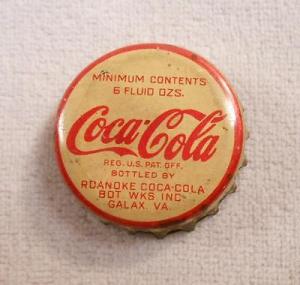 MINIMUM CONTENTS
6 FLUID OZS.
Coca-Cola
REG. U.S. PAT. OFF.
BOTTLED BY
ROANOKE COCA-COLA
BOT. WKS. INC.
GALAX, VA.